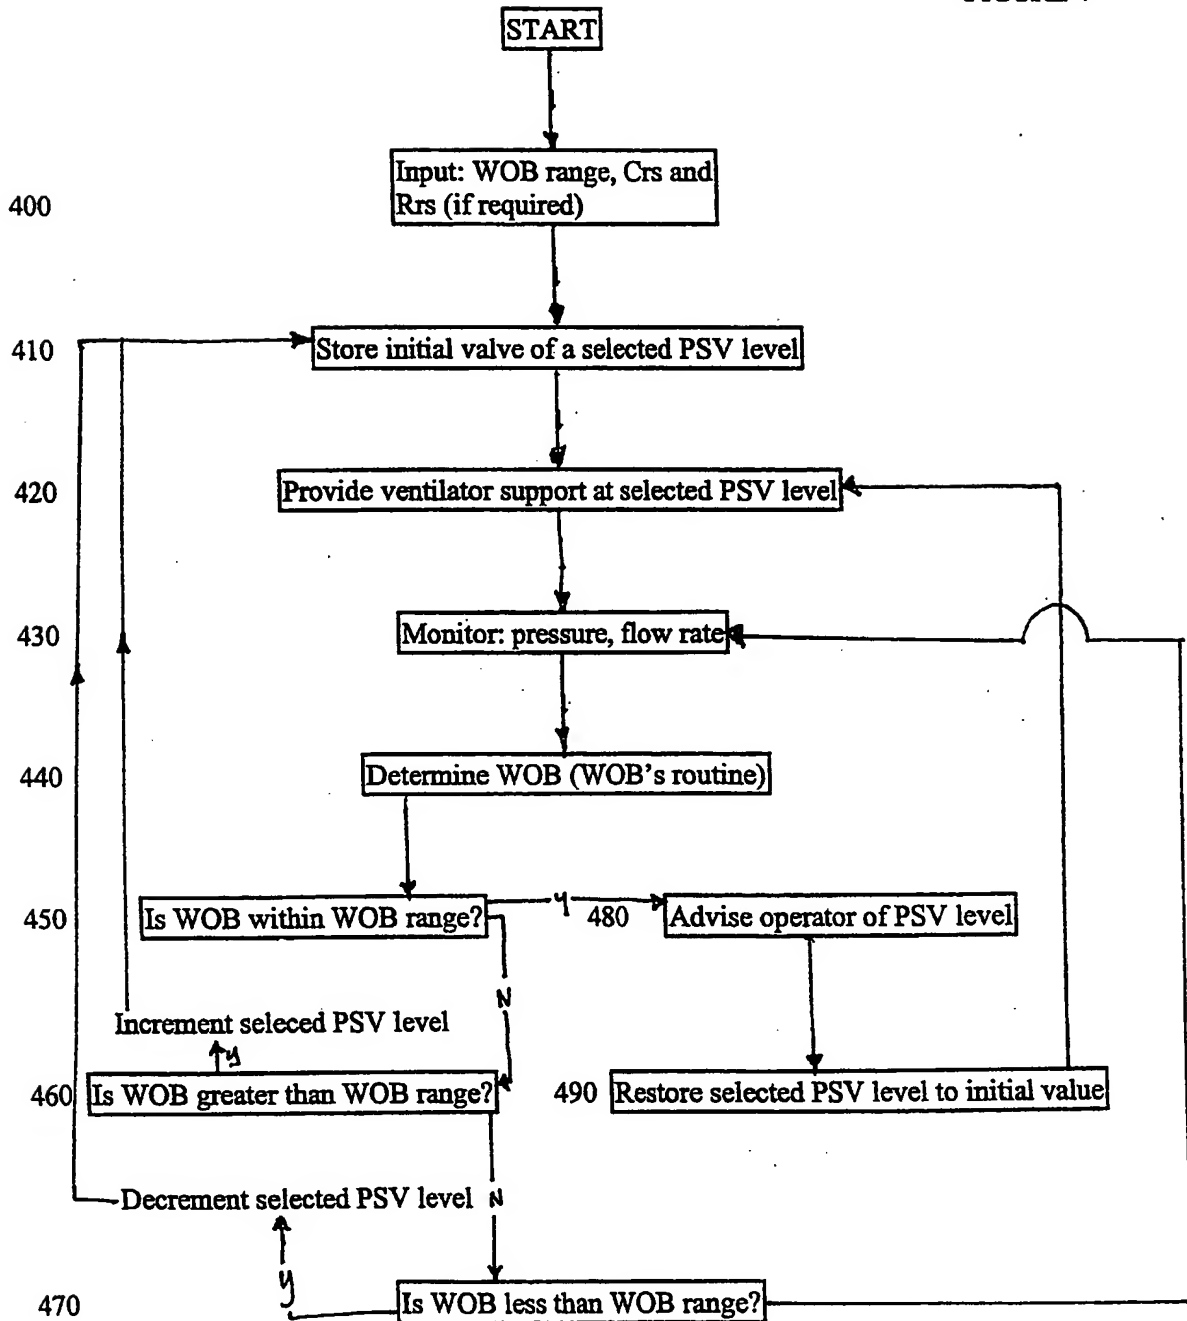 START
Input: WOB range, Crs and
Rrs (if required)
400
410
Store initial valve of a selected PSV level
420
Provide ventilator support at selected PSV level
430
Monitor: pressure, flow rate
440
Determine WOB (WOB's routine)
450
Is WOB within WOB range?
y
480
Advise operator of PSV level
N
Increment seleced PSV level
y
460
Is WOB greater than WOB range?
490
Restore selected PSV level to initial value
Decrement selected PSV level
N
y
470
Is WOB less than WOB range?